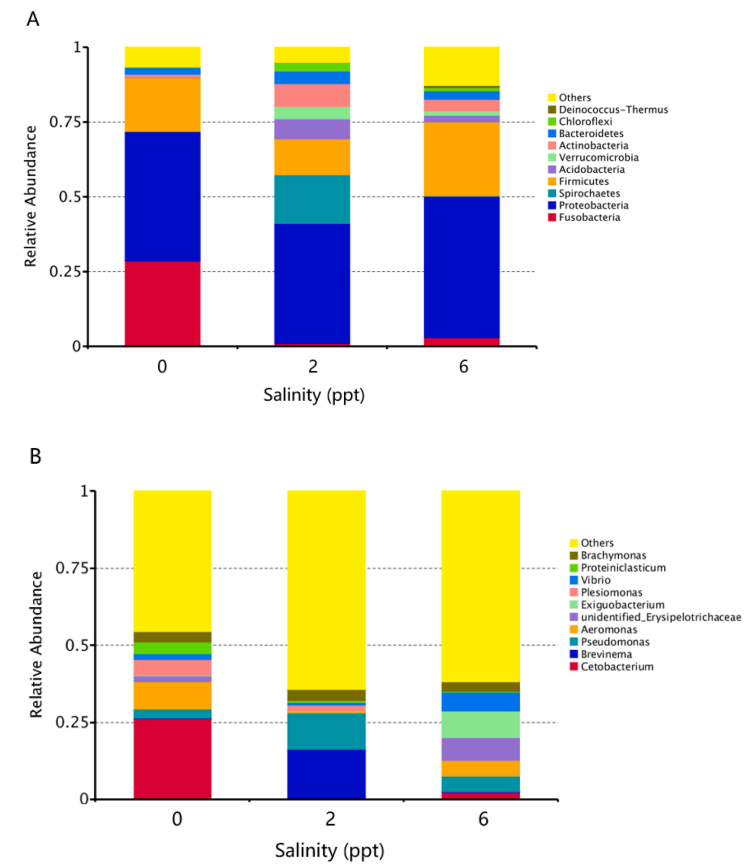 A
1
0.75
0.5
0.25
0
Relative Abundance
0 2 6
Salinity (ppt)
Others
Deinococcus-Thermus
Chloroflexi
Bacteroidetes
Actinobacteria
Verrucomicrobia
Acidobacteria
Firmicutes
Spirochaetes
Proteobacteria
Fusobacteria
B
1
0.75
0.5
0.25
0
Relative Abundance
0 2 6
Salinity (ppt)
Others
Brachymonas
Proteiniclasticum
Vibrio
Plesiomonas
Exiguobacterium
unidentified_Erysipelotrichaceae
Aeromonas
Pseudomonas
Brevinema
Cetobacterium